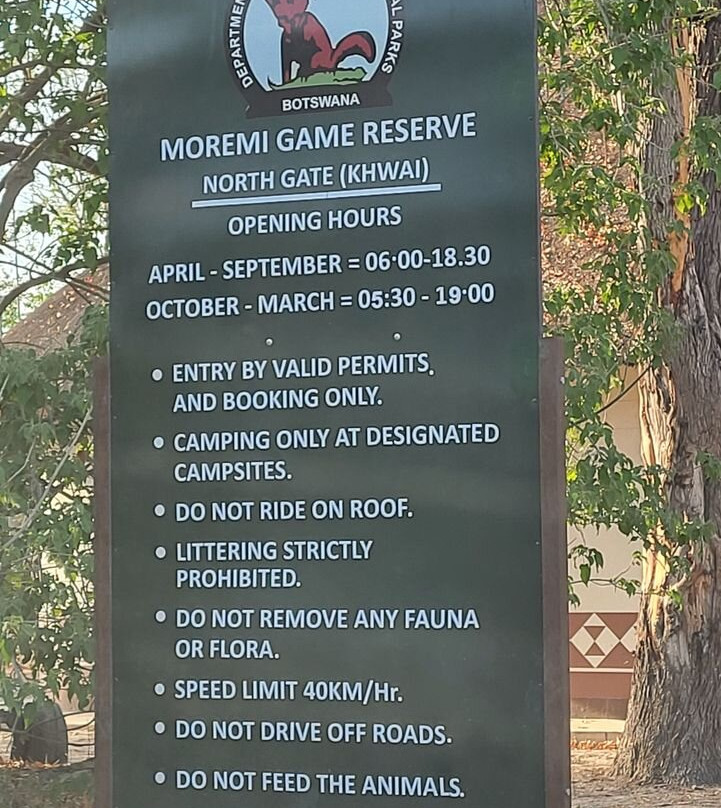 DEPARTMEN
AL PARKS
BOTSWANA
MOREMI GAME RESERVE
NORTH GATE (KHWAI)
OPENING HOURS
APRIL - SEPTEMBER = 06·00-18.30
OCTOBER - MARCH = 05:30 - 19·00
• ENTRY BY VALID PERMITS,
AND BOOKING ONLY.
• CAMPING ONLY AT DESIGNATED
CAMPSITES.
• DO NOT RIDE ON ROOF.
• LITTERING STRICTLY
PROHIBITED.
• DO NOT REMOVE ANY FAUNA
OR FLORA.
• SPEED LIMIT 40KM/Hr.
• DO NOT DRIVE OFF ROADS.
• DO NOT FEED THE ANIMALS.